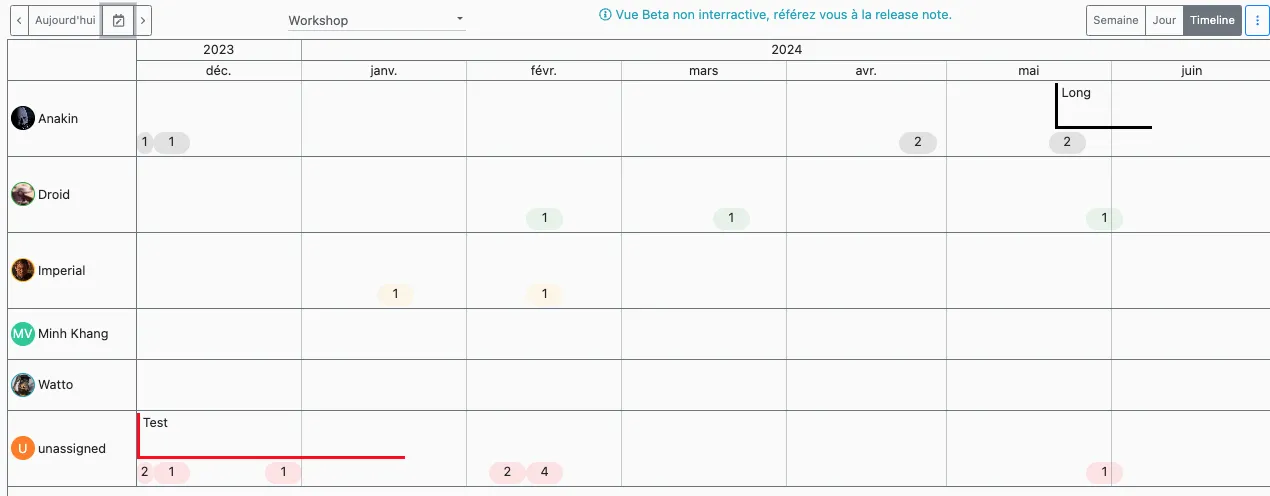 Aujourd'hui
Workshop
Vue Beta non interractive, référez vous à la release note.
Semaine Jour Timeline
2023 2024
déc. janv. févr. mars avr. mai juin
Long
Anakin
1 1 2 2
Droid
1 1 1
Imperial
1 1
MV Minh Khang
Watto
Test
U unassigned
2 1 1 2 4 1